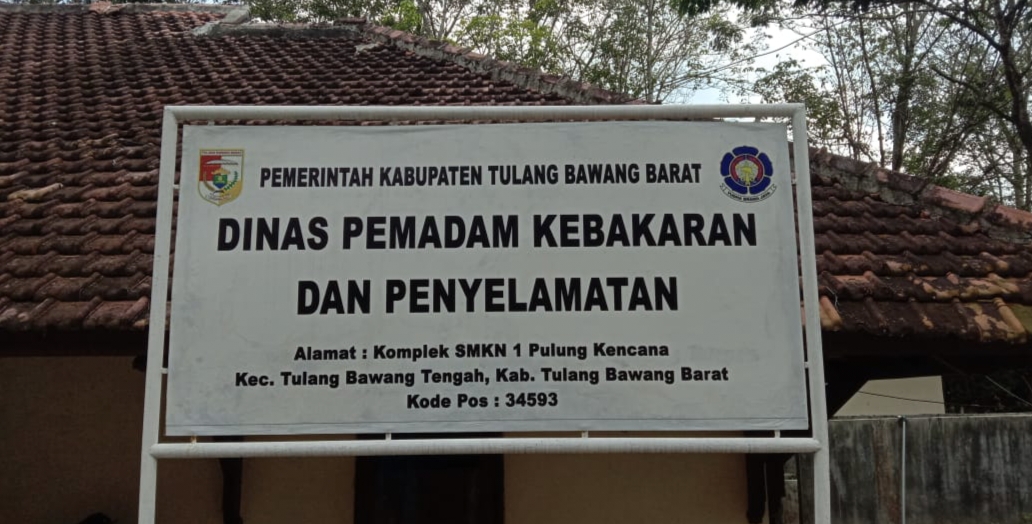 PEMERINTAH KABUPATEN TULANG BAWANG BARAT
DINAS PEMADAM KEBAKARAN
DAN PENYELAMATAN
Alamat : Komplek SMKN 1 Pulung Kencana
Kec. Tulang Bawang Tengah, Kab. Tulang Bawang Barat
Kode Pos : 34593